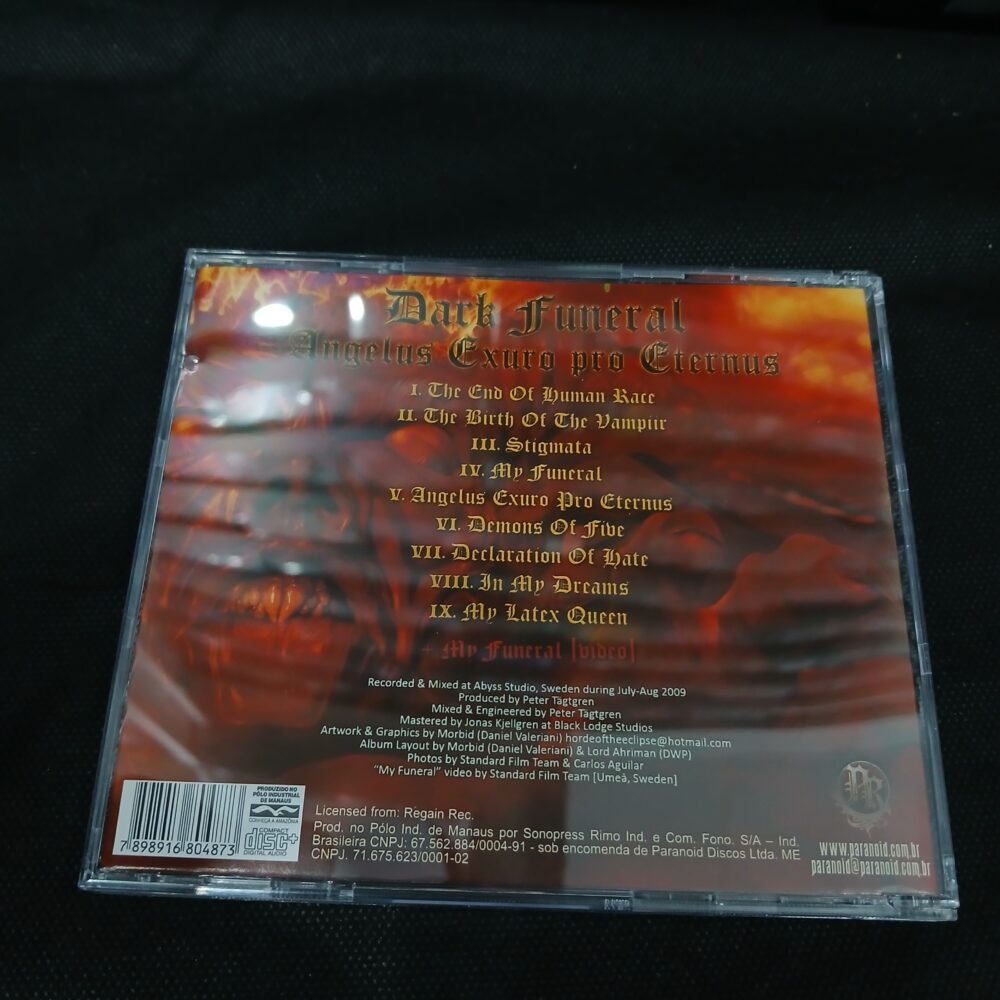 Dark Funeral
Angelus Exuro pro Eternus
I. The End Of Human Race
II. The Birth Of The Vampiir
III. Stigmata
IV. My Funeral
V. Angelus Exuro Pro Eternus
VI. Demons Of Five
VII. Declaration Of Hate
VIII. In My Dreams
IX. My Latex Queen
+ My Funeral [video]
Recorded & Mixed at Abyss Studio, Sweden during July-Aug 2009
Produced by Peter Tägtgren
Mixed & Engineered by Peter Tägtgren
Mastered by Jonas Kjellgren at Black Lodge Studios
Artwork & Graphics by Morbid (Daniel Valeriani) hordeoftheeclipse@hotmail.com
Album Layout by Morbid (Daniel Valeriani) & Lord Ahriman (DWP)
Photos by Standard Film Team & Carlos Aguilar
"My Funeral" video by Standard Film Team [Umeå, Sweden]
PRODUZIDO NO
PÓLO INDUSTRIAL
DE MANAUS
CONHEÇA A AMAZÔNIA
COMPACT
disc+
DIGITAL AUDIO
7 898916 804873
Licensed from: Regain Rec.
Prod. no Pólo Ind. de Manaus por Sonopress Rimo Ind. e Com. Fono. S/A – Ind.
Brasileira CNPJ: 67.562.884/0004-91 - sob encomenda de Paranoid Discos Ltda. ME
CNPJ. 71.675.623/0001-02
PR
www.paranoid.com.br
paranoid@paranoid.com.br